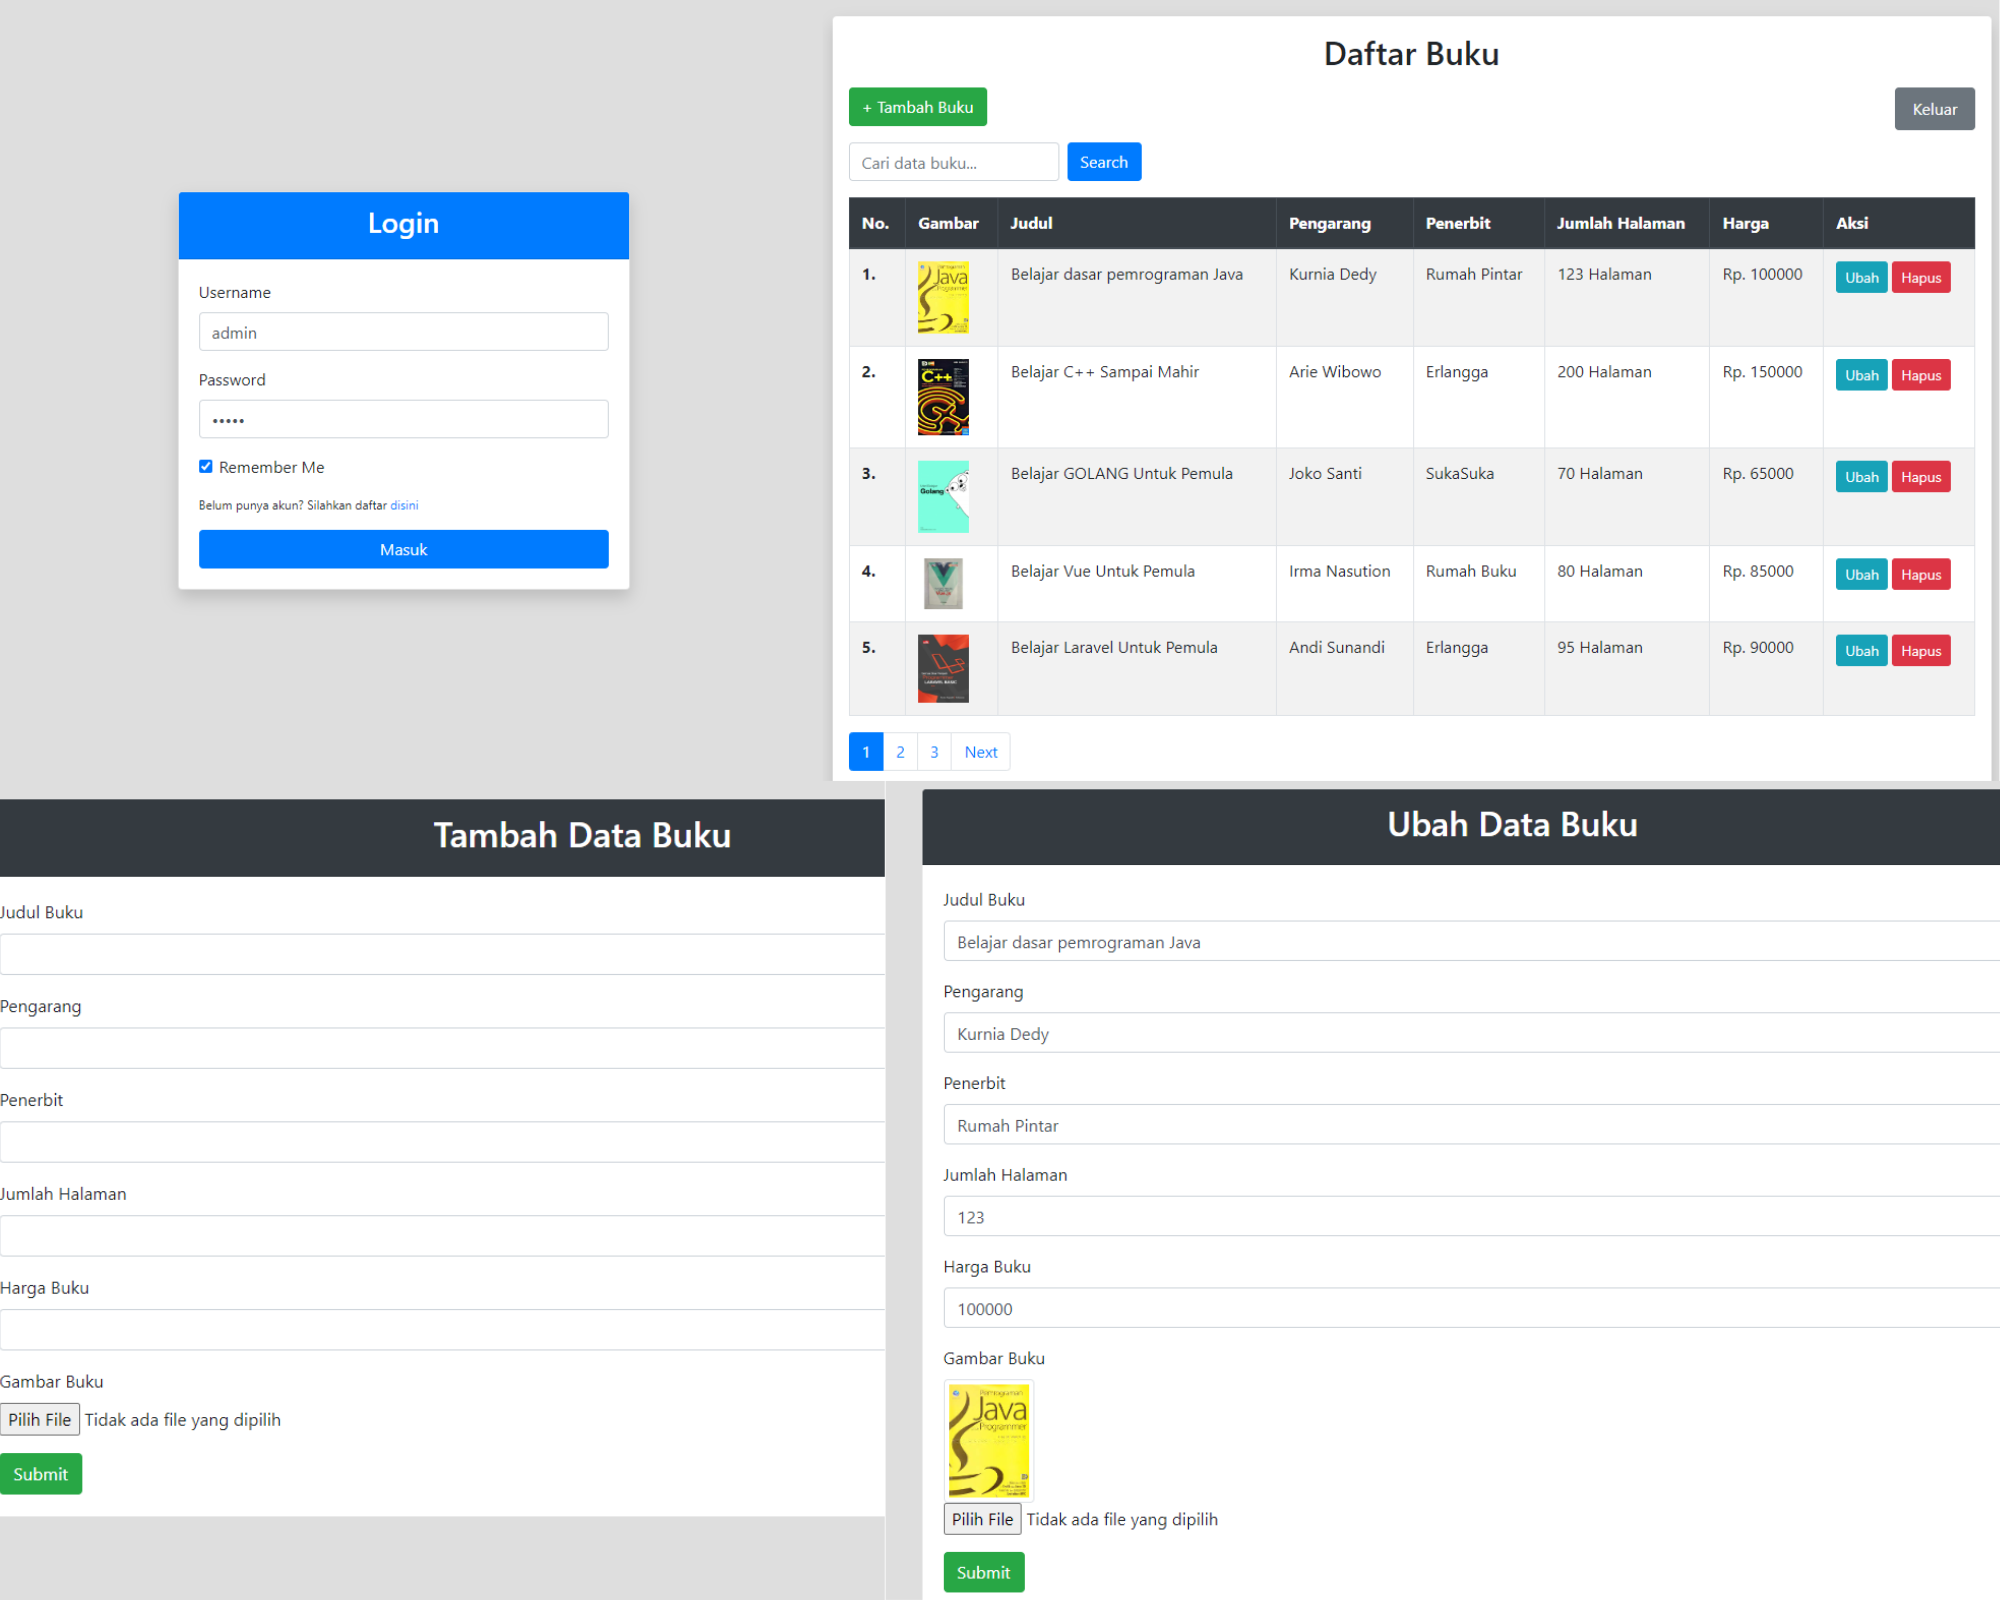 Login
Username
admin
Password
•••••
Remember Me
Belum punya akun? Silahkan daftar disini
Masuk
Daftar Buku
+ Tambah Buku
Keluar
Cari data buku...
Search
No. Gambar Judul Pengarang Penerbit Jumlah Halaman Harga Aksi
1. Java Programmer Belajar dasar pemrograman Java Kurnia Dedy Rumah Pintar 123 Halaman Rp. 100000 Ubah Hapus
2. C++ Belajar C++ Sampai Mahir Arie Wibowo Erlangga 200 Halaman Rp. 150000 Ubah Hapus
3. Golang Belajar GOLANG Untuk Pemula Joko Santi SukaSuka 70 Halaman Rp. 65000 Ubah Hapus
4. Belajar Vue Untuk Pemula Irma Nasution Rumah Buku 80 Halaman Rp. 85000 Ubah Hapus
5. LARAVEL BASIC Belajar Laravel Untuk Pemula Andi Sunandi Erlangga 95 Halaman Rp. 90000 Ubah Hapus
1 2 3 Next
Tambah Data Buku
Judul Buku
Pengarang
Penerbit
Jumlah Halaman
Harga Buku
Gambar Buku
Pilih File Tidak ada file yang dipilih
Submit
Ubah Data Buku
Judul Buku
Belajar dasar pemrograman Java
Pengarang
Kurnia Dedy
Penerbit
Rumah Pintar
Jumlah Halaman
123
Harga Buku
100000
Gambar Buku
Pemrograman
Java
Programmer
Pilih File Tidak ada file yang dipilih
Submit